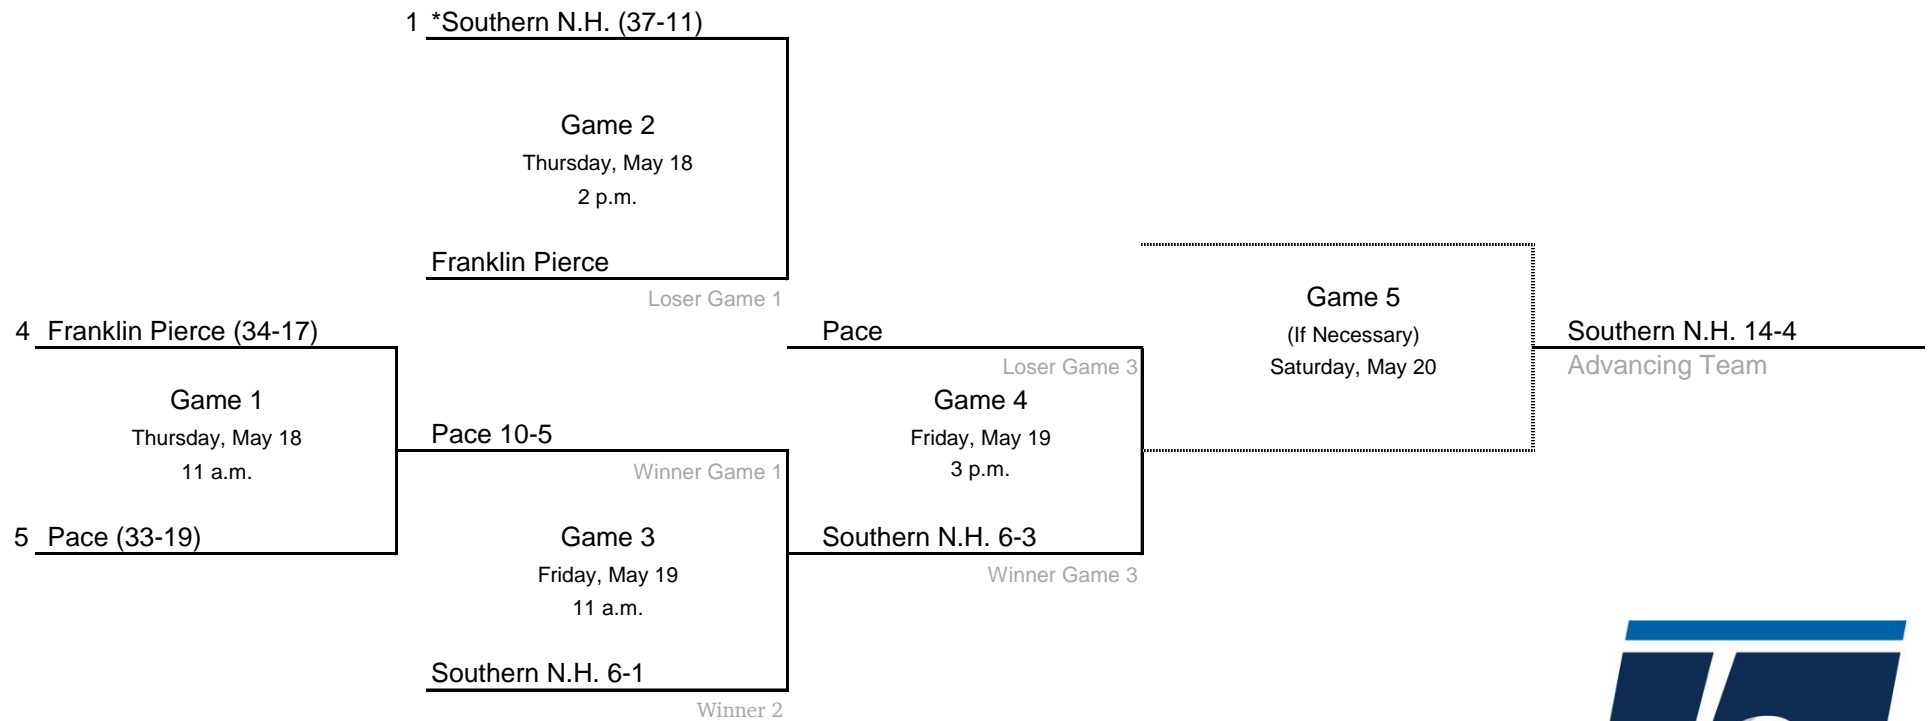 1 *Southern N.H. (37-11)
Game 2
Thursday, May 18
2 p.m.
Franklin Pierce
Loser Game 1
4 Franklin Pierce (34-17)
Game 1
Thursday, May 18
11 a.m.
5 Pace (33-19)
Pace 10-5
Winner Game 1
Game 3
Friday, May 19
11 a.m.
Southern N.H. 6-1
Winner 2
Pace
Loser Game 3
Game 4
Friday, May 19
3 p.m.
Southern N.H. 6-3
Winner Game 3
Game 5
(If Necessary)
Saturday, May 20
Southern N.H. 14-4
Advancing Team